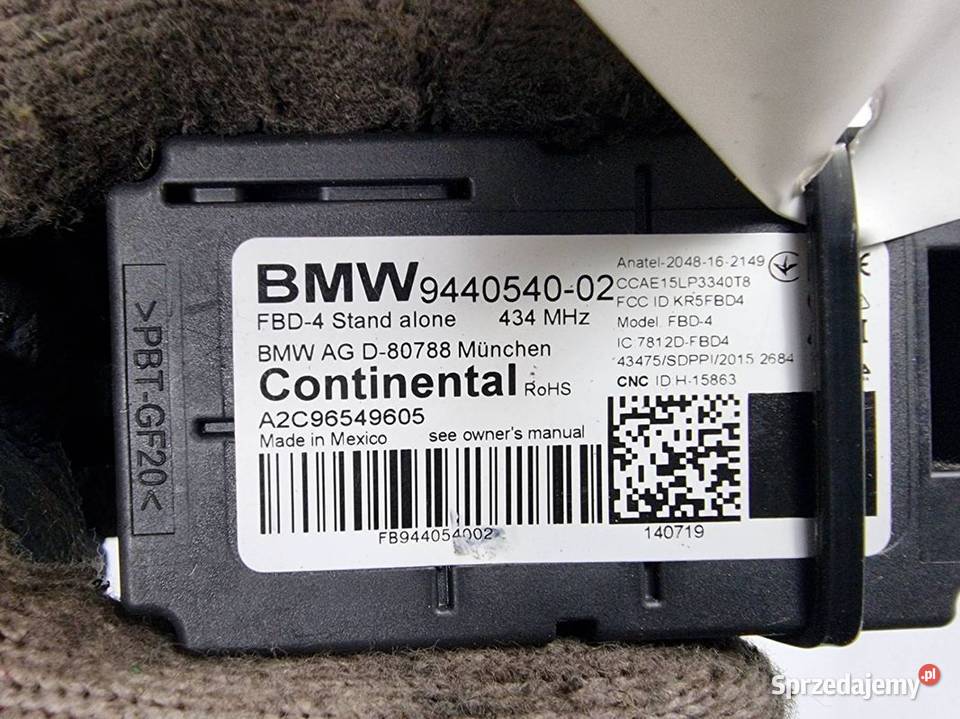 BMW 9440540-02
FBD-4 Stand alone 434 MHz
BMW AG D-80788 München
Continental RoHS
A2C96549605
Made in Mexico see owner's manual
FB944054002
Anatel-2048-16-2149
CCAE15LP3340T8
FCC ID KR5FBD4
Model. FBD-4
IC 7812D-FBD4
43475/SDPPI/2015 2684
CNC ID:H-15863
140719
>PBT-GF20<
Sprzedajemy.pl